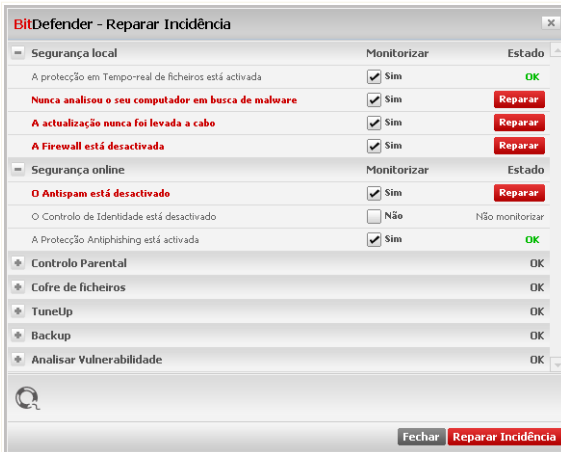 BitDefender - Reparar Incidência
Segurança local Monitorizar Estado
A protecção em Tempo-real de ficheiros está activada Sim OK
Nunca analisou o seu computador em busca de malware Sim Reparar
A actualização nunca foi levada a cabo Sim Reparar
A Firewall está desactivada Sim Reparar
Segurança online Monitorizar Estado
O Antispam está desactivado Sim Reparar
O Controlo de Identidade está desactivado Não Não monitorizar
A Protecção Antiphishing está activada Sim OK
Controlo Parental OK
Cofre de ficheiros OK
TuneUp OK
Backup OK
Analisar Vulnerabilidade OK
Fechar Reparar Incidência